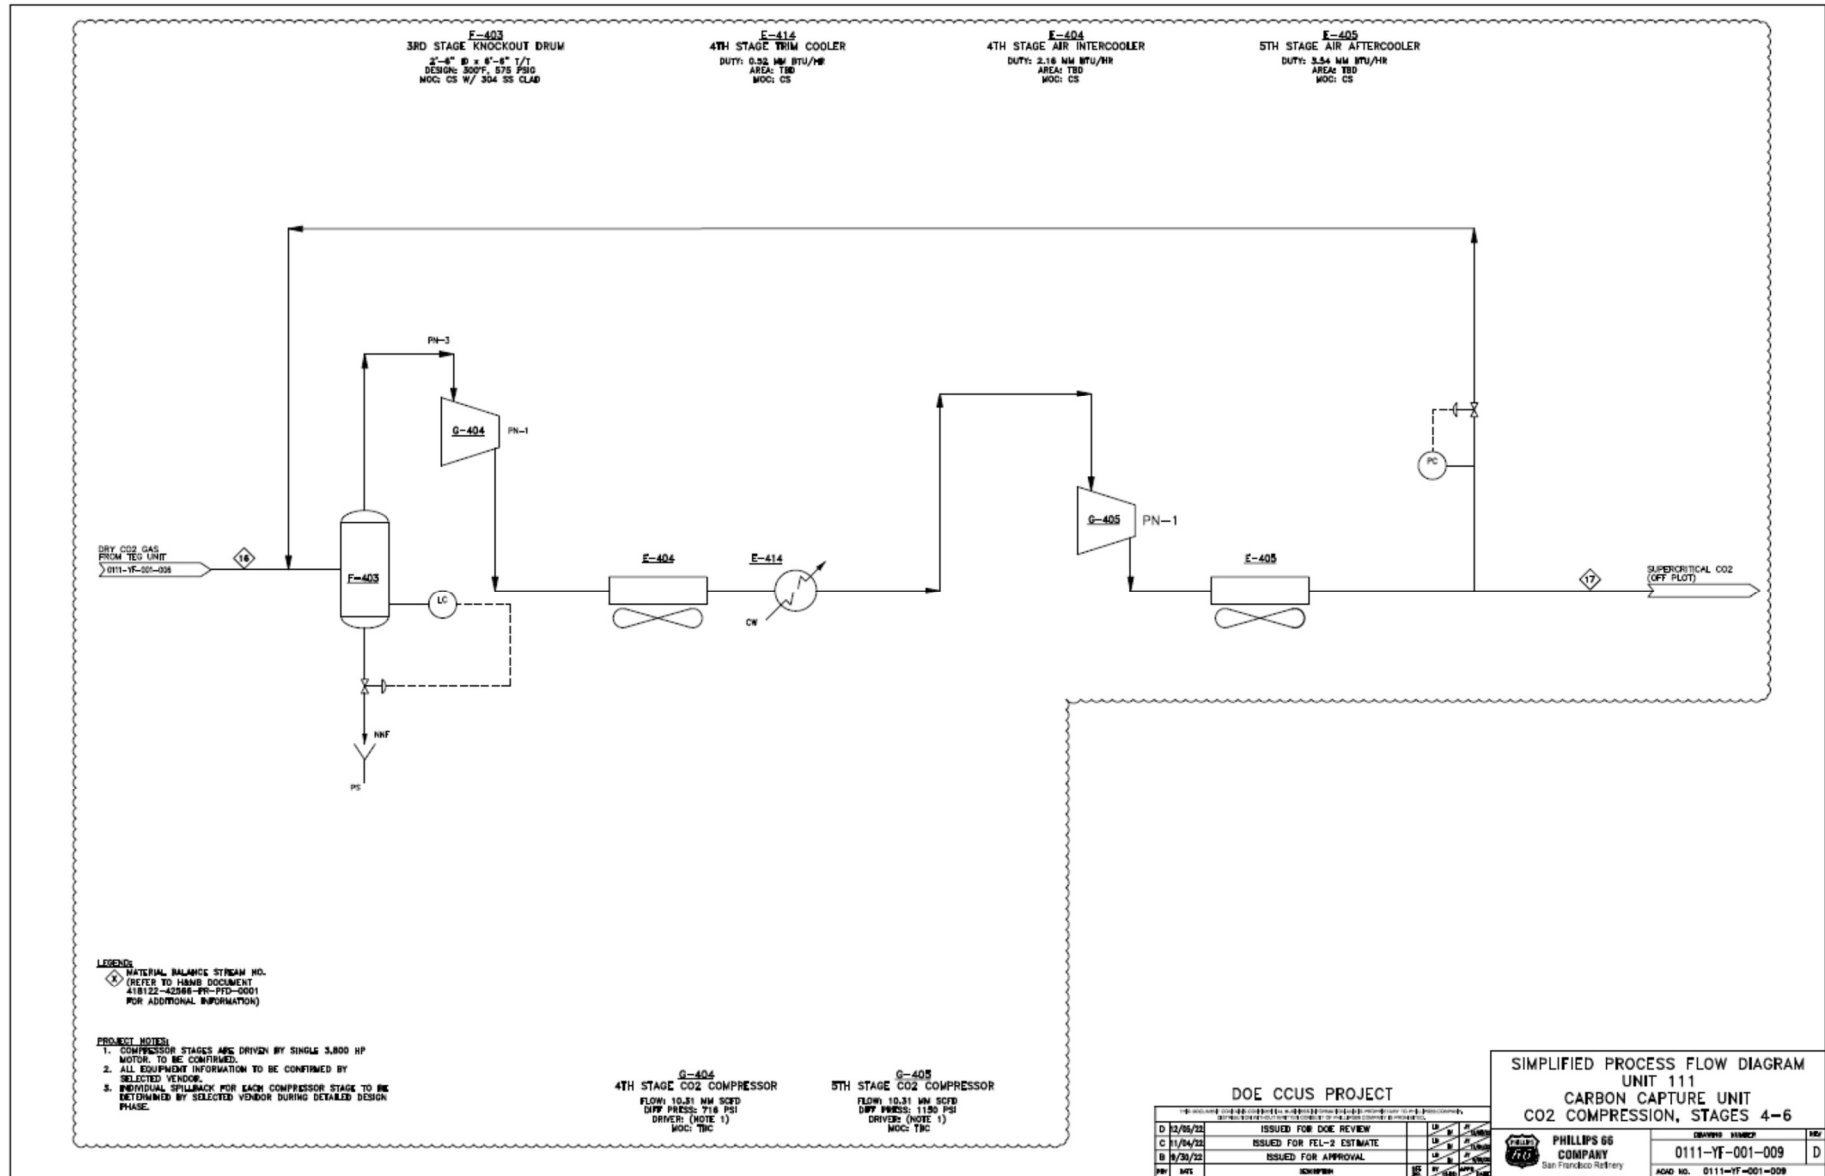 F-403
3RD STAGE KNOCKOUT DRUM
2'-6" ID x 6'-6" T/T
DESIGN: 300°F, 575 PSIG
MOC: CS W/ 304 SS CLAD
E-414
4TH STAGE TRIM COOLER
DUTY: 0.52 MM BTU/HR
AREA: TBD
MOC: CS
E-404
4TH STAGE AIR INTERCOOLER
DUTY: 2.16 MM BTU/HR
AREA: TBD
MOC: CS
E-405
5TH STAGE AIR AFTERCOOLER
DUTY: 3.54 MM BTU/HR
AREA: TBD
MOC: CS
PN-3
G-404
PN-1
PC
G-405
PN-1
DRY CO2 GAS
FROM TEG UNIT
0111-YF-001-008
16
F-403
LC
E-404
E-414
CW
E-405
17
SUPERCRITICAL CO2
(OFF PLOT)
NNF
PS
LEGEND:
X
MATERIAL BALANCE STREAM NO.
(REFER TO H&MB DOCUMENT
418122-42566-PR-PFD-0001
FOR ADDITIONAL INFORMATION)
PROJECT NOTES:
1. COMPRESSOR STAGES ARE DRIVEN BY SINGLE 3,800 HP
MOTOR. TO BE CONFIRMED.
2. ALL EQUIPMENT INFORMATION TO BE CONFIRMED BY
SELECTED VENDOR.
3. INDIVIDUAL SPILLBACK FOR EACH COMPRESSOR STAGE TO BE
DETERMINED BY SELECTED VENDOR DURING DETAILED DESIGN
PHASE.
G-404
4TH STAGE CO2 COMPRESSOR
FLOW: 10.31 MM SCFD
DIFF PRESS: 716 PSI
DRIVER: (NOTE 1)
MOC: TBC
G-405
5TH STAGE CO2 COMPRESSOR
FLOW: 10.31 MM SCFD
DIFF PRESS: 1150 PSI
DRIVER: (NOTE 1)
MOC: TBC
DOE CCUS PROJECT
D 12/05/22 ISSUED FOR DOE REVIEW
C 11/04/22 ISSUED FOR FEL-2 ESTIMATE
B 9/30/22 ISSUED FOR APPROVAL
REV DATE DESCRIPTION
SIMPLIFIED PROCESS FLOW DIAGRAM
UNIT 111
CARBON CAPTURE UNIT
CO2 COMPRESSION, STAGES 4-6
PHILLIPS 66
PHILLIPS 66
COMPANY
San Francisco Refinery
DRAWING NUMBER
REV
0111-YF-001-009
D
ACAD NO. 0111-YF-001-009